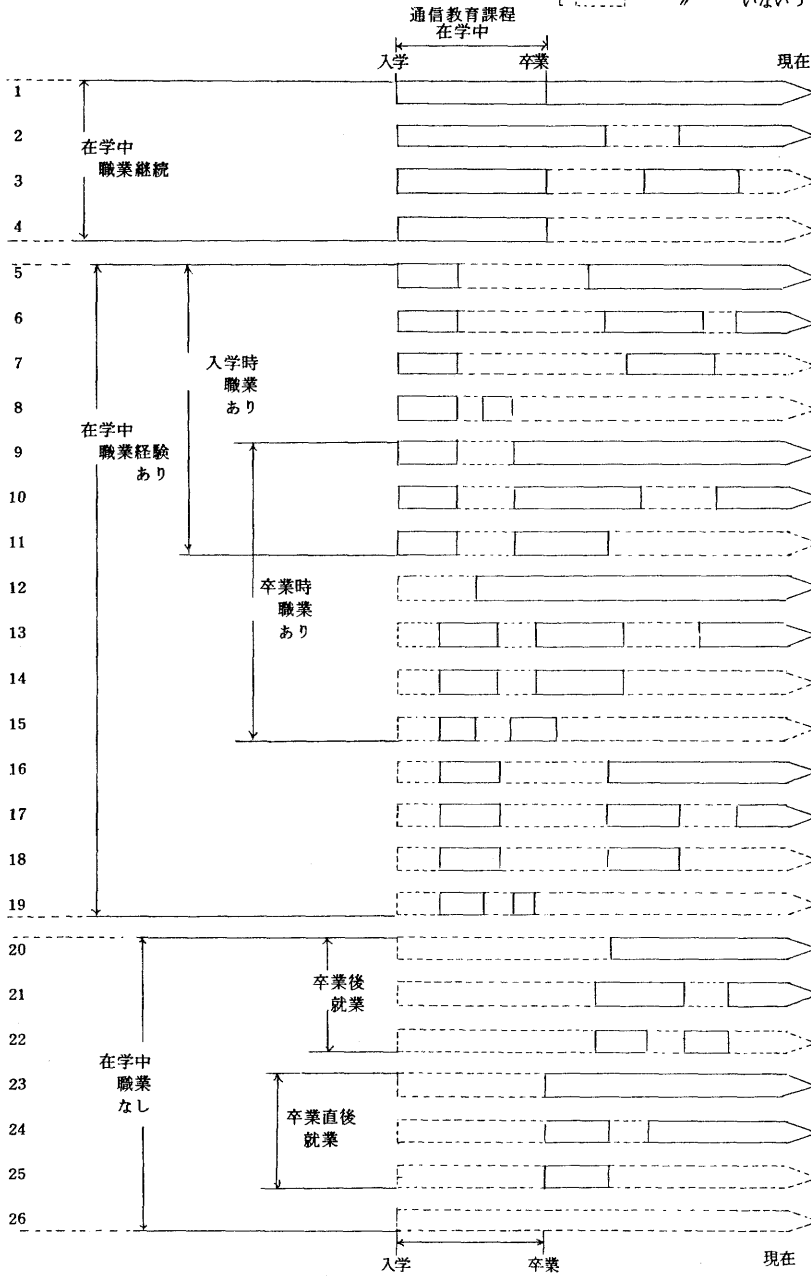 〃 いない 〃
通信教育課程
在学中
入学 卒業 現在
1
2
在学中
職業継続
3
4
5
6
入学時
職業
あり
7
8
在学中
職業経験
あり
9
10
11
12
卒業時
職業
あり
13
14
15
16
17
18
19
20
卒業後
就業
21
22
在学中
職業
なし
23
卒業直後
就業
24
25
26
入学 卒業 現在